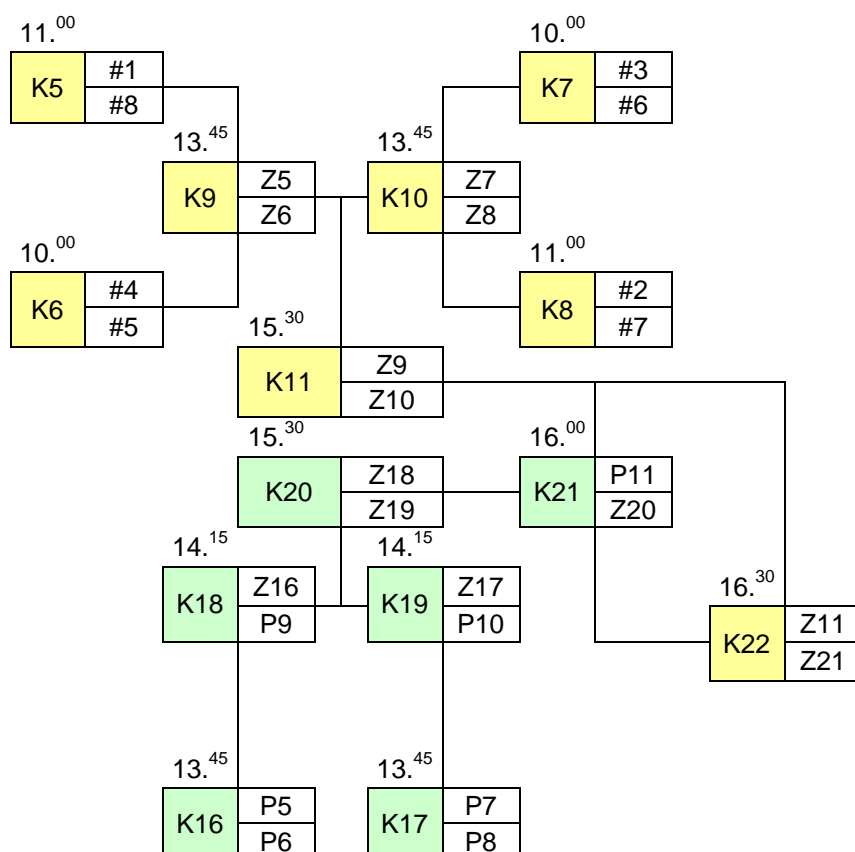 11.00
10.00
K5 #1
#8
K7 #3
#6
13.45
13.45
K9 Z5
Z6
K10 Z7
Z8
10.00
11.00
K6 #4
#5
K8 #2
#7
15.30
K11 Z9
Z10
15.30
16.00
K20 Z18
Z19
K21 P11
Z20
14.15
14.15
K18 Z16
P9
K19 Z17
P10
16.30
K22 Z11
Z21
13.45
13.45
K16 P5
P6
K17 P7
P8